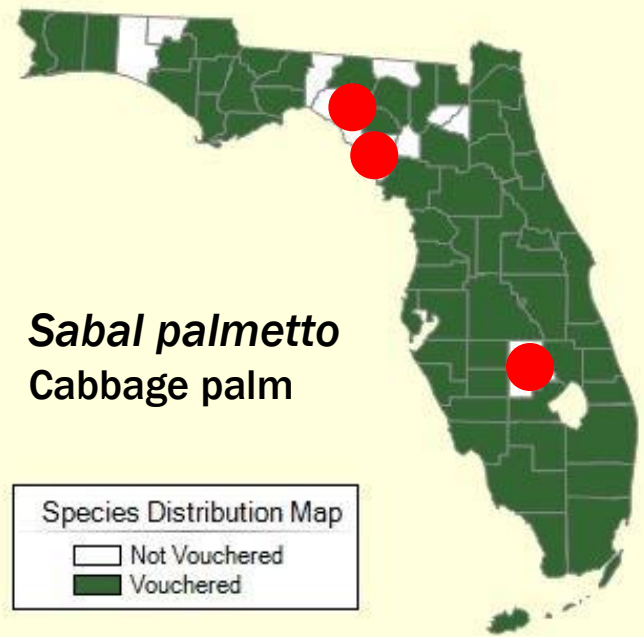 Sabal palmetto
Cabbage palm
Species Distribution Map
Not Vouchered
Vouchered